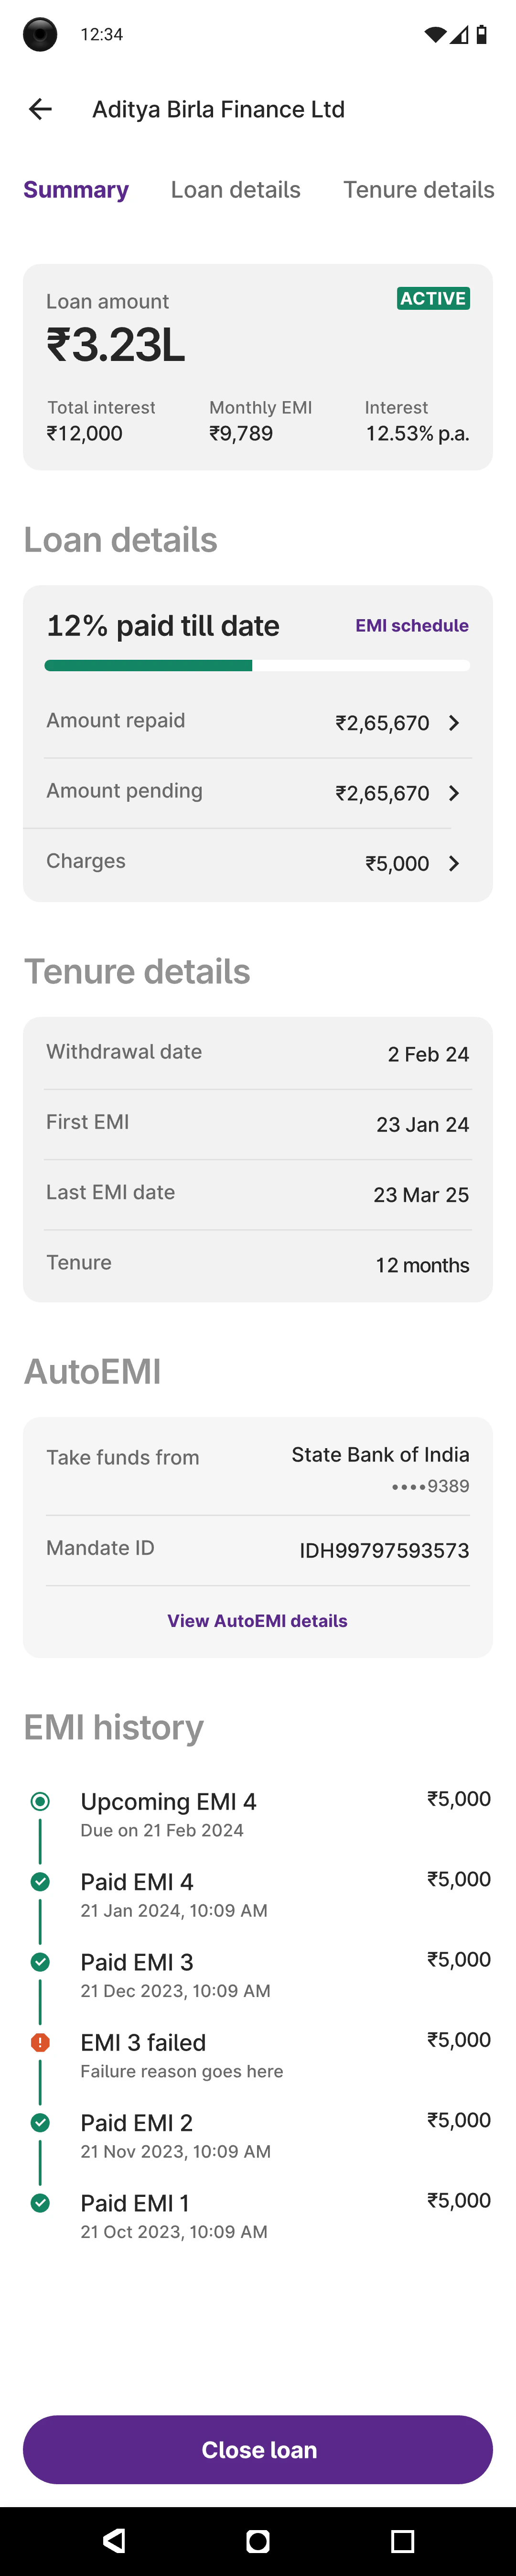 12:34
Aditya Birla Finance Ltd
Summary Loan details Tenure details
Loan amount ACTIVE
₹3.23L
Total interest Monthly EMI Interest
₹12,000 ₹9,789 12.53% p.a.
Loan details
12% paid till date EMI schedule
Amount repaid ₹2,65,670
Amount pending ₹2,65,670
Charges ₹5,000
Tenure details
Withdrawal date 2 Feb 24
First EMI 23 Jan 24
Last EMI date 23 Mar 25
Tenure 12 months
AutoEMI
Take funds from State Bank of India
••••9389
Mandate ID IDH99797593573
View AutoEMI details
EMI history
Upcoming EMI 4 ₹5,000
Due on 21 Feb 2024
Paid EMI 4 ₹5,000
21 Jan 2024, 10:09 AM
Paid EMI 3 ₹5,000
21 Dec 2023, 10:09 AM
EMI 3 failed ₹5,000
Failure reason goes here
Paid EMI 2 ₹5,000
21 Nov 2023, 10:09 AM
Paid EMI 1 ₹5,000
21 Oct 2023, 10:09 AM
Close loan